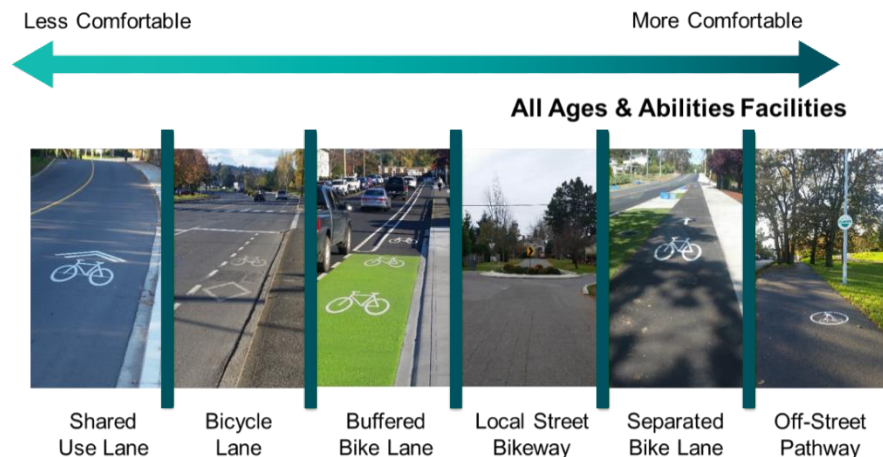 Less Comfortable
More Comfortable
All Ages & Abilities Facilities
Shared
Use Lane
Bicycle
Lane
Buffered
Bike Lane
Local Street
Bikeway
Separated
Bike Lane
Off-Street
Pathway